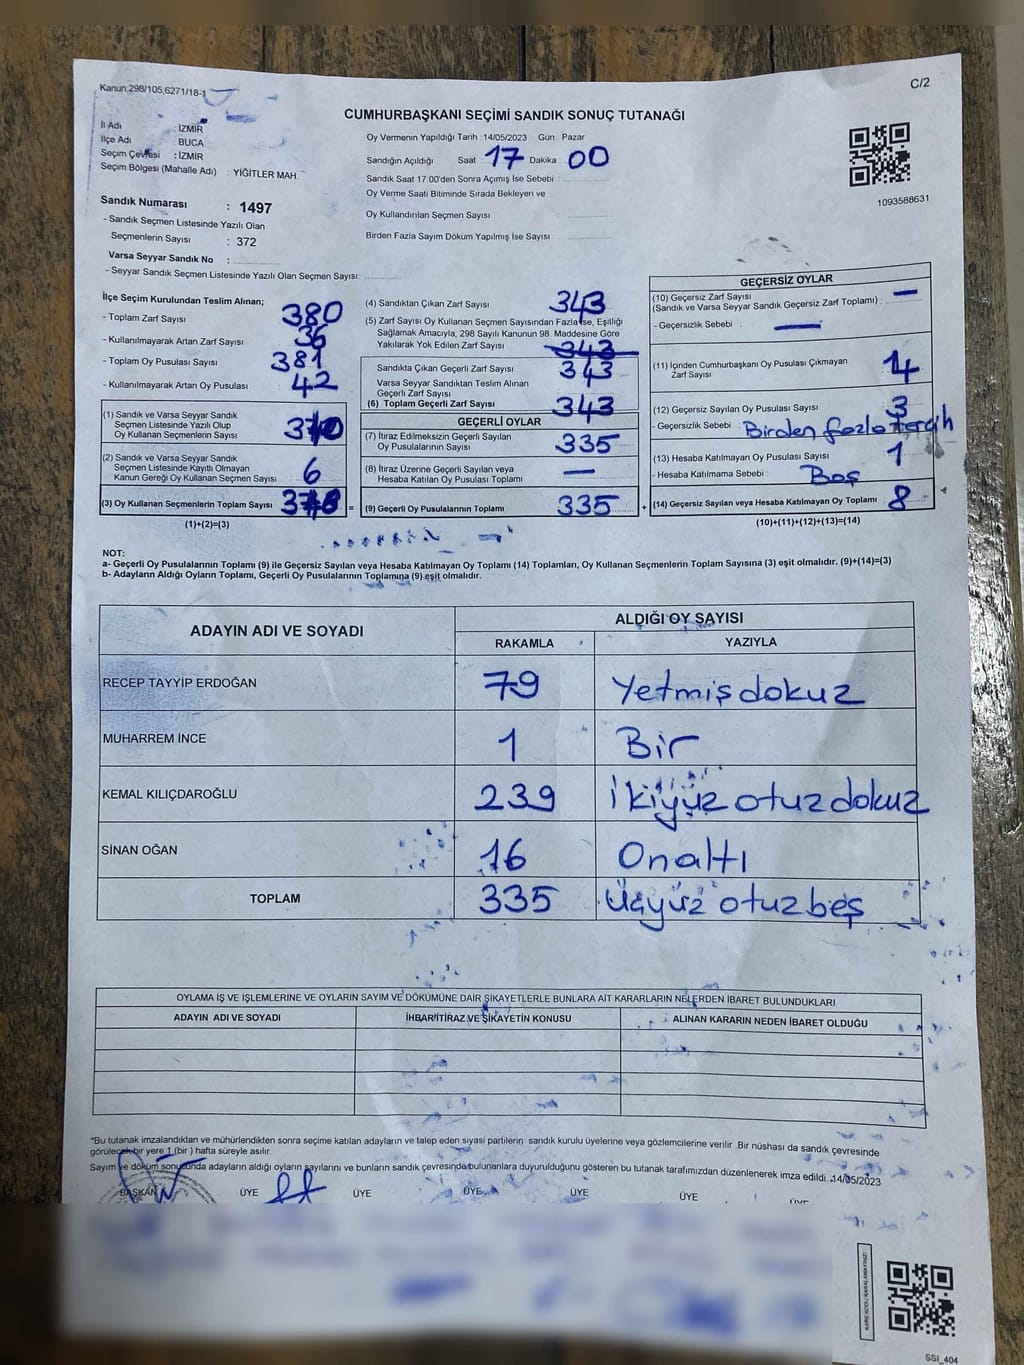 Kanun:298/105,6271/18-1
C/2
CUMHURBAŞKANI SEÇİMİ SANDIK SONUÇ TUTANAĞI
İl Adı : İZMİR
İlçe Adı : BUCA
Seçim Çevresi : İZMİR
Seçim Bölgesi (Mahalle Adı) : YİĞİTLER MAH.
Oy Vermenin Yapıldığı Tarih 14/05/2023 Gün : Pazar
Sandığın Açıldığı Saat 17 Dakika 00
Sandık Saat 17.00'den Sonra Açımış İse Sebebi :
Oy Verme Saati Bitiminde Sırada Bekleyen ve
Oy Kullandırılan Seçmen Sayısı :
Birden Fazla Sayım Döküm Yapılmış İse Sayısı :
1093588631
Sandık Numarası : 1497
- Sandık Seçmen Listesinde Yazılı Olan
Seçmenlerin Sayısı : 372
Varsa Seyyar Sandık No :
- Seyyar Sandık Seçmen Listesinde Yazılı Olan Seçmen Sayısı:
İlçe Seçim Kurulundan Teslim Alınan;
- Toplam Zarf Sayısı 380
- Kullanılmayarak Artan Zarf Sayısı 36
- Toplam Oy Pusulası Sayısı 381
- Kullanılmayarak Artan Oy Pusulası 42
(1) Sandık ve Varsa Seyyar Sandık
Seçmen Listesinde Yazılı Olup
Oy Kullanan Seçmenlerin Sayısı
(2) Sandık ve Varsa Seyyar Sandık
Seçmen Listesinde Kayıtlı Olmayan
Kanun Gereği Oy Kullanan Seçmen Sayısı 6
(3) Oy Kullanan Seçmenlerin Toplam Sayısı
=
(1)+(2)=(3)
(4) Sandıktan Çıkan Zarf Sayısı 343
(5) Zarf Sayısı Oy Kullanan Seçmen Sayısından Fazla ise, Eşitliği
Sağlamak Amacıyla, 298 Sayılı Kanunun 98. Maddesine Göre
Yakılarak Yok Edilen Zarf Sayısı 343
Sandıkta Çıkan Geçerli Zarf Sayısı 343
Varsa Seyyar Sandıktan Teslim Alınan
Geçerli Zarf Sayısı
(6) Toplam Geçerli Zarf Sayısı 343
GEÇERLİ OYLAR
(7) İtiraz Edilmeksizin Geçerli Sayılan
Oy Pusulalarının Sayısı 335
(8) İtiraz Üzerine Geçerli Sayılan veya
Hesaba Katılan Oy Pusulası Toplamı —
(9) Geçerli Oy Pusulalarının Toplamı 335
+
GEÇERSİZ OYLAR
(10) Geçersiz Zarf Sayısı
(Sandık ve Varsa Seyyar Sandık Geçersiz Zarf Toplamı) : —
- Geçersizlik Sebebi : —
(11) İçinden Cumhurbaşkanı Oy Pusulası Çıkmayan
Zarf Sayısı 4
(12) Geçersiz Sayılan Oy Pusulası Sayısı 3
- Geçersizlik Sebebi : Birden fazla tercih
(13) Hesaba Katılmayan Oy Pusulası Sayısı 1
- Hesaba Katılmama Sebebi : Boş
(14) Geçersiz Sayılan veya Hesaba Katılmayan Oy Toplamı 8
(10)+(11)+(12)+(13)=(14)
NOT:
a- Geçerli Oy Pusulalarının Toplamı (9) ile Geçersiz Sayılan veya Hesaba Katılmayan Oy Toplamı (14) Toplamları, Oy Kullanan Seçmenlerin Toplam Sayısına (3) eşit olmalıdır. (9)+(14)=(3)
b- Adayların Aldığı Oyların Toplamı, Geçerli Oy Pusulalarının Toplamına (9) eşit olmalıdır.
ADAYIN ADI VE SOYADI
ALDIĞI OY SAYISI
RAKAMLA YAZIYLA
RECEP TAYYİP ERDOĞAN 79 Yetmiş dokuz
MUHARREM İNCE 1 Bir
KEMAL KILIÇDAROĞLU 239 İkiyüz otuz dokuz
SİNAN OĞAN 16 Onaltı
TOPLAM 335 Üçyüz otuz beş
OYLAMA İŞ VE İŞLEMLERİNE VE OYLARIN SAYIM VE DÖKÜMÜNE DAİR ŞİKAYETLERLE BUNLARA AİT KARARLARIN NELERDEN İBARET BULUNDUKLARI
ADAYIN ADI VE SOYADI İHBAR/İTİRAZ VE ŞİKAYETİN KONUSU ALINAN KARARIN NEDEN İBARET OLDUĞU
*Bu tutanak imzalandıktan ve mühürlendikten sonra seçime katılan adayların ve talep eden siyasi partilerin sandık kurulu üyelerine veya gözlemcilerine verilir. Bir nüshası da sandık çevresinde
görülecek bir yere 1 (bir) hafta süreyle asılır.
Sayım ve döküm sonucunda adayların aldığı oyların sayılarını ve bunların sandık çevresinde bulunanlara duyurulduğunu gösteren bu tutanak tarafımızdan düzenlenerek imza edildi. 14/05/2023
BAŞKAN ÜYE ÜYE ÜYE ÜYE ÜYE ÜYE
KARE KODU KARALAMAYINIZ!
SSI_404